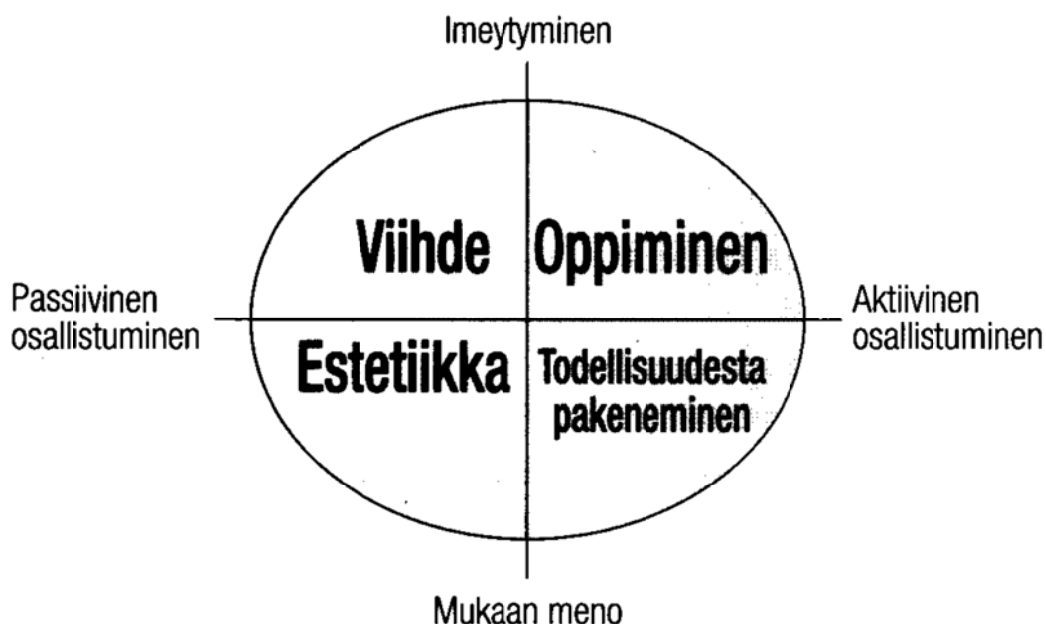 Imeytyminen
Viihde
Oppiminen
Passiivinen
osallistuminen
Aktiivinen
osallistuminen
Estetiikka
Todellisuudesta
pakeneminen
Mukaan meno